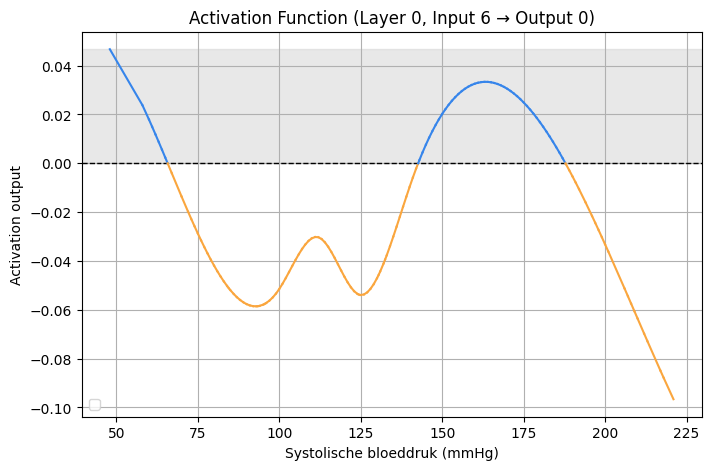 Activation Function (Layer 0, Input 6 → Output 0)
Activation output
0.04
0.02
0.00
−0.02
−0.04
−0.06
−0.08
−0.10
50 75 100 125 150 175 200 225
Systolische bloeddruk (mmHg)